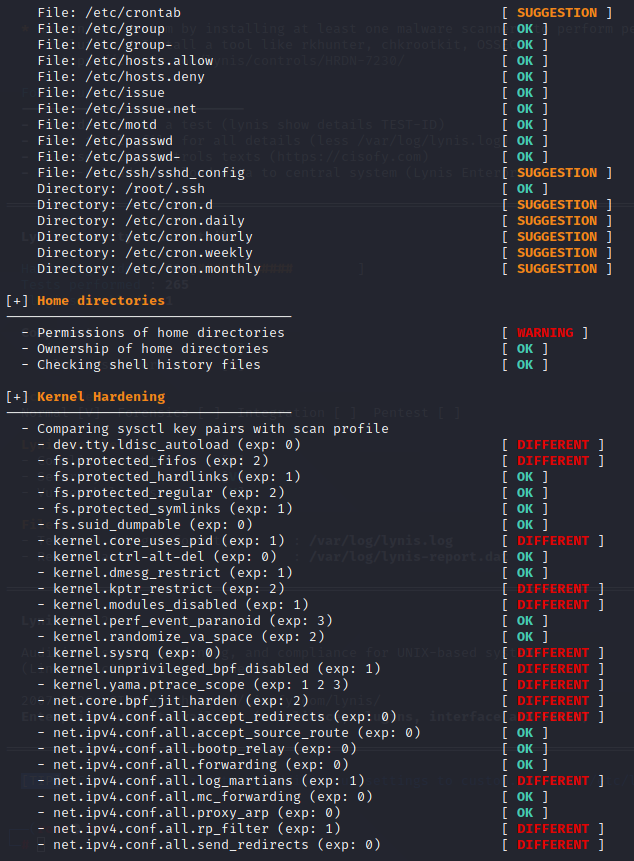 File: /etc/crontab [ SUGGESTION ]
File: /etc/group [ OK ]
File: /etc/group- [ OK ]
File: /etc/hosts.allow [ OK ]
File: /etc/hosts.deny [ OK ]
File: /etc/issue [ OK ]
File: /etc/issue.net [ OK ]
File: /etc/motd [ OK ]
File: /etc/passwd [ OK ]
File: /etc/passwd- [ OK ]
File: /etc/ssh/sshd_config [ SUGGESTION ]
Directory: /root/.ssh [ OK ]
Directory: /etc/cron.d [ SUGGESTION ]
Directory: /etc/cron.daily [ SUGGESTION ]
Directory: /etc/cron.hourly [ SUGGESTION ]
Directory: /etc/cron.weekly [ SUGGESTION ]
Directory: /etc/cron.monthly [ SUGGESTION ]
[+] Home directories
------------------------------------
- Permissions of home directories [ WARNING ]
- Ownership of home directories [ OK ]
- Checking shell history files [ OK ]
[+] Kernel Hardening
------------------------------------
- Comparing sysctl key pairs with scan profile
- dev.tty.ldisc_autoload (exp: 0) [ DIFFERENT ]
- fs.protected_fifos (exp: 2) [ DIFFERENT ]
- fs.protected_hardlinks (exp: 1) [ OK ]
- fs.protected_regular (exp: 2) [ OK ]
- fs.protected_symlinks (exp: 1) [ OK ]
- fs.suid_dumpable (exp: 0) [ OK ]
- kernel.core_uses_pid (exp: 1) [ DIFFERENT ]
- kernel.ctrl-alt-del (exp: 0) [ OK ]
- kernel.dmesg_restrict (exp: 1) [ OK ]
- kernel.kptr_restrict (exp: 2) [ DIFFERENT ]
- kernel.modules_disabled (exp: 1) [ DIFFERENT ]
- kernel.perf_event_paranoid (exp: 3) [ OK ]
- kernel.randomize_va_space (exp: 2) [ OK ]
- kernel.sysrq (exp: 0) [ DIFFERENT ]
- kernel.unprivileged_bpf_disabled (exp: 1) [ DIFFERENT ]
- kernel.yama.ptrace_scope (exp: 1 2 3) [ DIFFERENT ]
- net.core.bpf_jit_harden (exp: 2) [ DIFFERENT ]
- net.ipv4.conf.all.accept_redirects (exp: 0) [ DIFFERENT ]
- net.ipv4.conf.all.accept_source_route (exp: 0) [ OK ]
- net.ipv4.conf.all.bootp_relay (exp: 0) [ OK ]
- net.ipv4.conf.all.forwarding (exp: 0) [ OK ]
- net.ipv4.conf.all.log_martians (exp: 1) [ DIFFERENT ]
- net.ipv4.conf.all.mc_forwarding (exp: 0) [ OK ]
- net.ipv4.conf.all.proxy_arp (exp: 0) [ OK ]
- net.ipv4.conf.all.rp_filter (exp: 1) [ DIFFERENT ]
- net.ipv4.conf.all.send_redirects (exp: 0) [ DIFFERENT ]